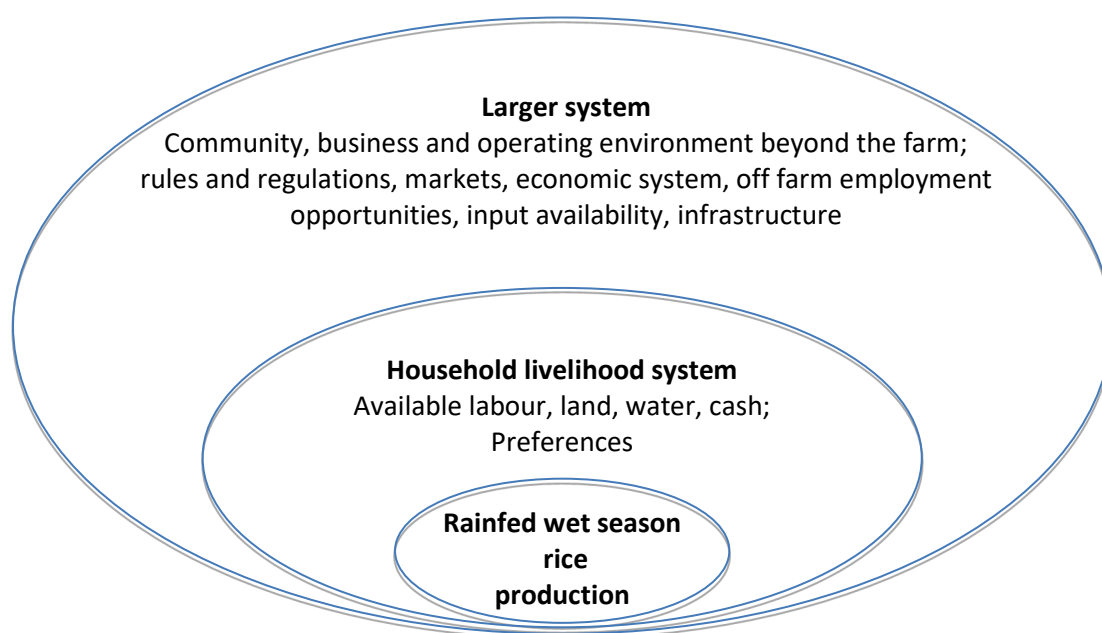 Larger system
Community, business and operating environment beyond the farm;
rules and regulations, markets, economic system, off farm employment
opportunities, input availability, infrastructure
Household livelihood system
Available labour, land, water, cash;
Preferences
Rainfed wet season
rice
production